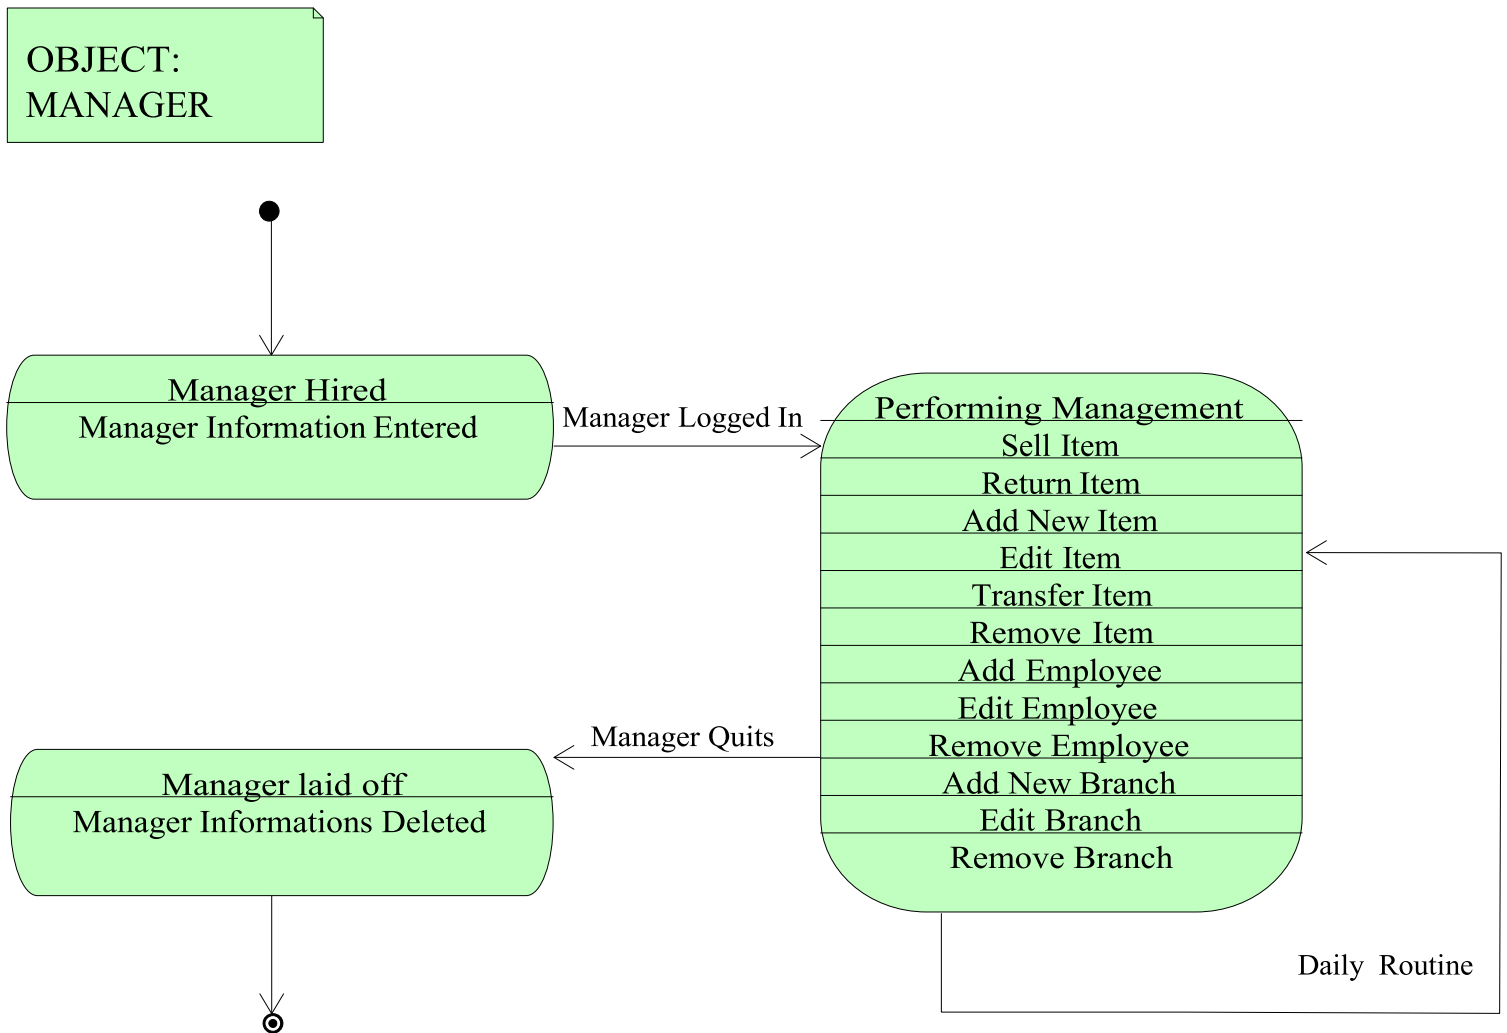 OBJECT:
MANAGER
Manager Hired
Manager Information Entered
Manager Logged In
Performing Management
Sell Item
Return Item
Add New Item
Edit Item
Transfer Item
Remove Item
Add Employee
Edit Employee
Remove Employee
Add New Branch
Edit Branch
Remove Branch
Manager Quits
Manager laid off
Manager Informations Deleted
Daily Routine